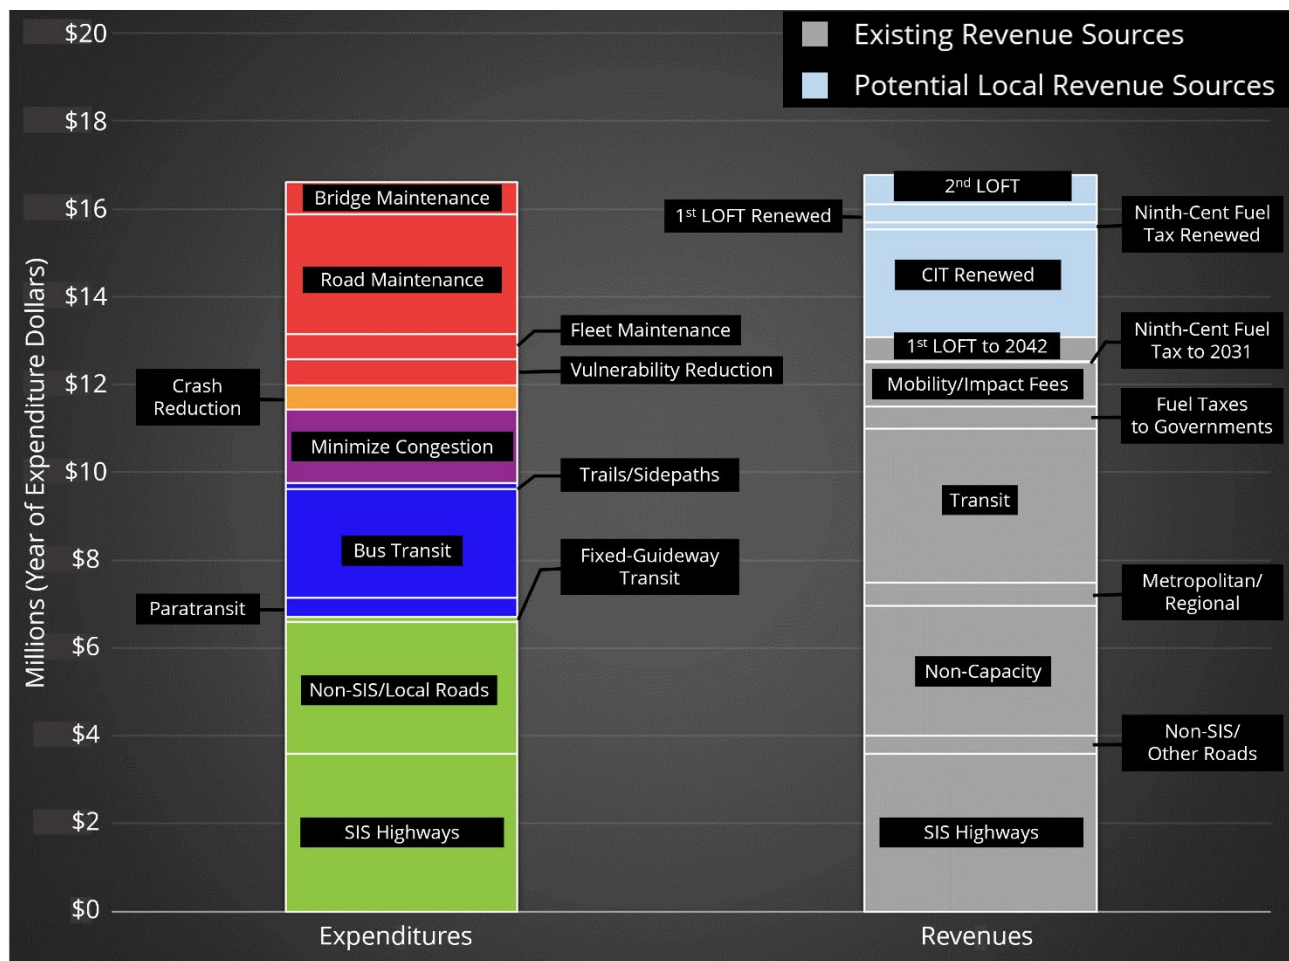 Existing Revenue Sources
Potential Local Revenue Sources
Millions (Year of Expenditure Dollars)
$20
$18
$16
$14
$12
$10
$8
$6
$4
$2
$0
Bridge Maintenance
Road Maintenance
Fleet Maintenance
Vulnerability Reduction
Crash
Reduction
Minimize Congestion
Trails/Sidepaths
Bus Transit
Fixed-Guideway
Transit
Paratransit
Non-SIS/Local Roads
SIS Highways
Expenditures
2nd LOFT
1st LOFT Renewed
Ninth-Cent Fuel
Tax Renewed
CIT Renewed
1st LOFT to 2042
Ninth-Cent Fuel
Tax to 2031
Mobility/Impact Fees
Fuel Taxes
to Governments
Transit
Metropolitan/
Regional
Non-Capacity
Non-SIS/
Other Roads
SIS Highways
Revenues